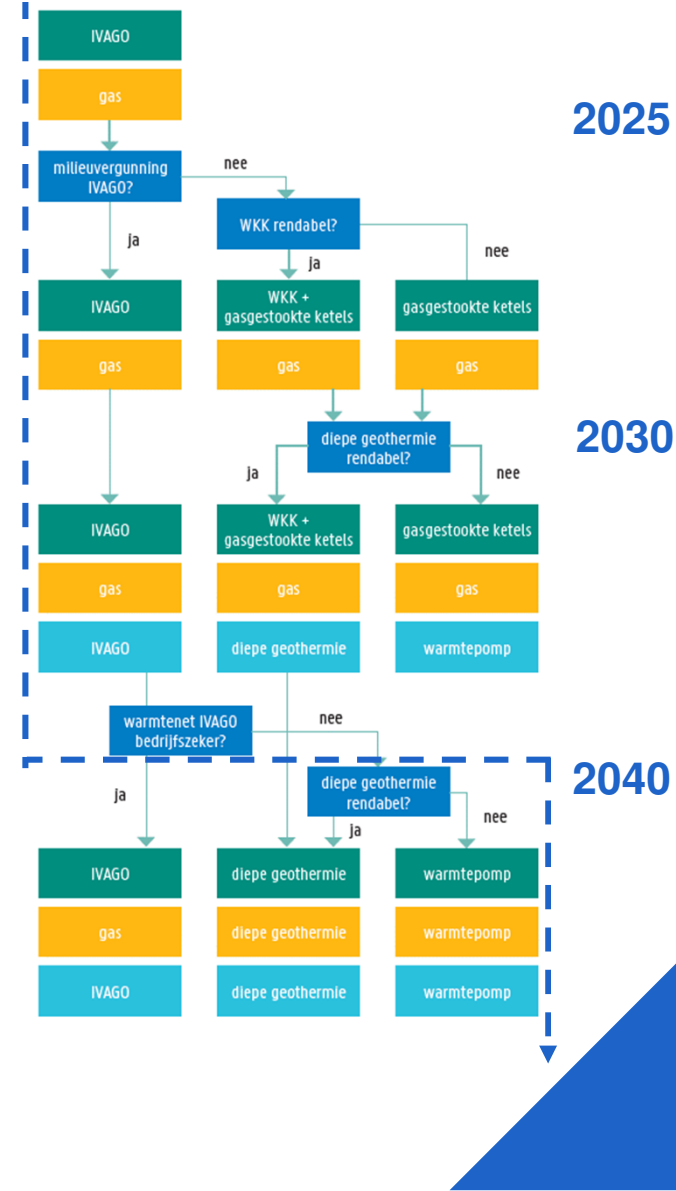 IVAGO
gas
2025
milieuvergunning
IVAGO?
nee
WKK rendabel?
ja
ja
nee
IVAGO
WKK +
gasgestookte ketels
gasgestookte ketels
gas
gas
gas
2030
diepe geothermie
rendabel?
ja
nee
IVAGO
WKK +
gasgestookte ketels
gasgestookte ketels
gas
gas
gas
IVAGO
diepe geothermie
warmtepomp
warmtenet IVAGO
bedrijfszeker?
nee
2040
diepe geothermie
rendabel?
ja
nee
ja
IVAGO
diepe geothermie
warmtepomp
gas
diepe geothermie
warmtepomp
IVAGO
diepe geothermie
warmtepomp